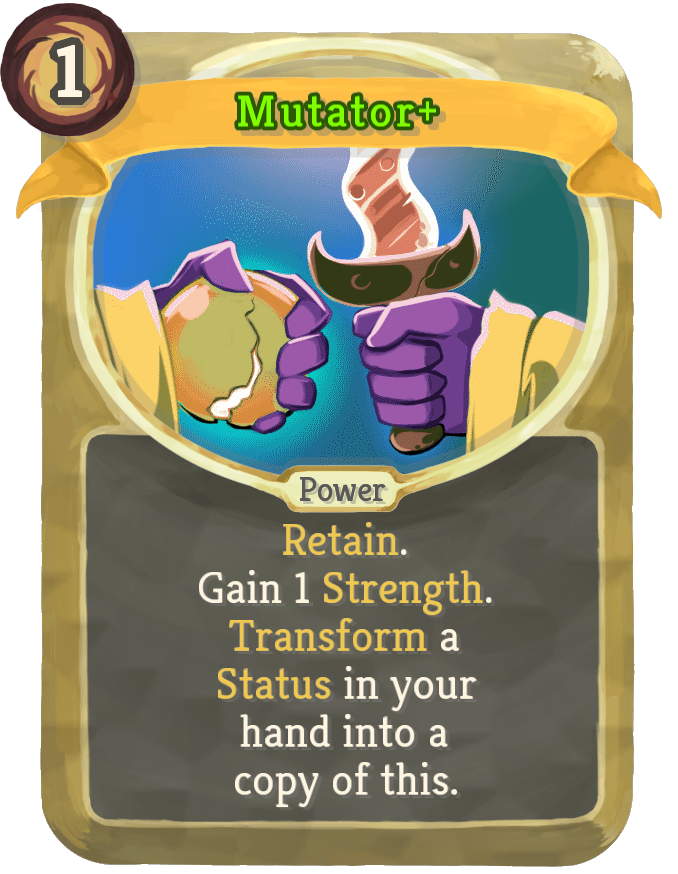 1
Mutator+
Power
Retain.
Gain 1 Strength.
Transform a
Status in your
hand into a
copy of this.